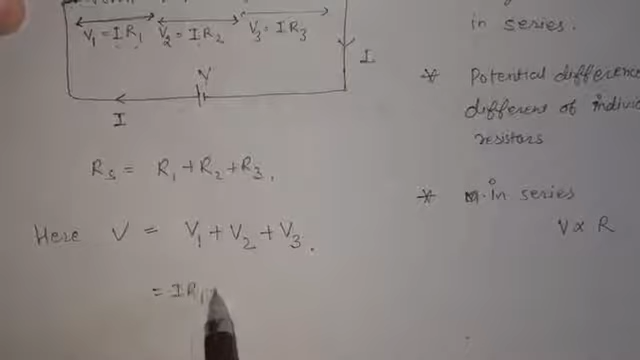 V₁ = IR₁ V₂ = IR₂ V₃ = IR₃
I
V
I
Rs = R₁ + R₂ + R₃.
Here V = V₁ + V₂ + V₃.
= IR₁
in series.
* Potential difference
different of
resistors
* in series
V ∝ R